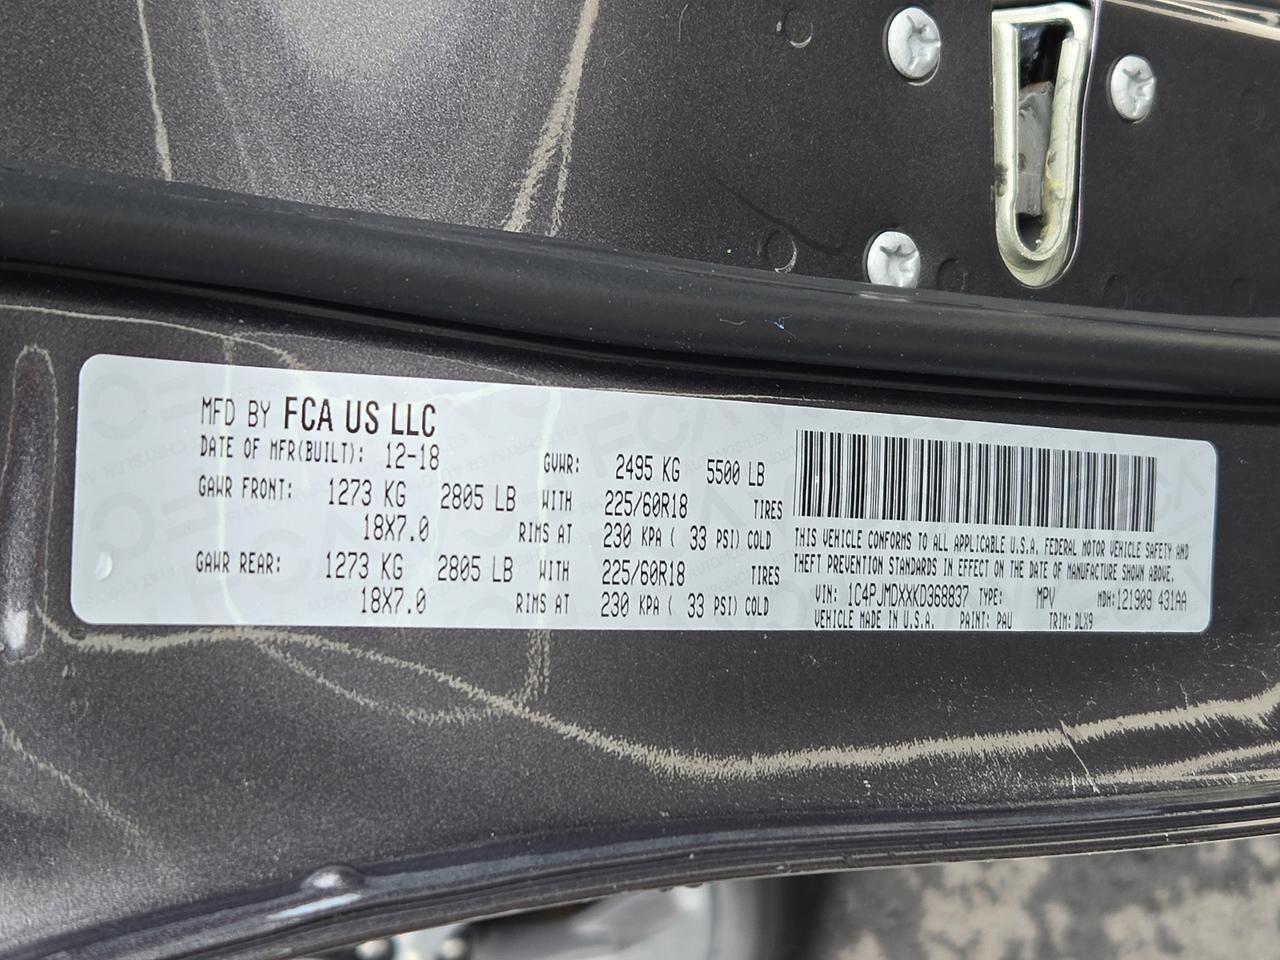 MFD BY FCA US LLC
DATE OF MFR(BUILT): 12-18 GVWR: 2495 KG 5500 LB
GAWR FRONT: 1273 KG 2805 LB WITH 225/60R18 TIRES
18X7.0 RIMS AT 230 KPA ( 33 PSI) COLD
GAWR REAR: 1273 KG 2805 LB WITH 225/60R18 TIRES
18X7.0 RIMS AT 230 KPA ( 33 PSI) COLD
THIS VEHICLE CONFORMS TO ALL APPLICABLE U.S.A. FEDERAL MOTOR VEHICLE SAFETY AND
THEFT PREVENTION STANDARDS IN EFFECT ON THE DATE OF MANUFACTURE SHOWN ABOVE.
VIN: 1C4PJMDXXKD368837 TYPE: MPV MDH: 121909 431AA
VEHICLE MADE IN U.S.A. PAINT: PAU TRIM: DLX9